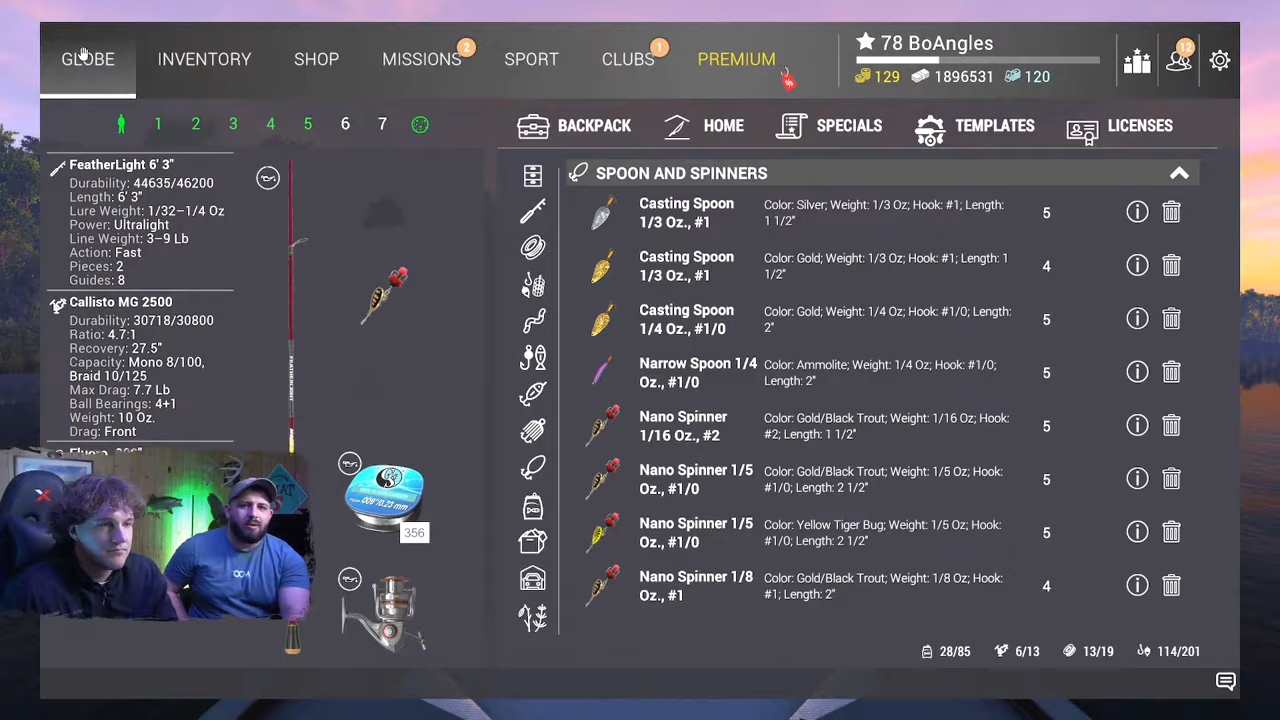 GLOBE
INVENTORY
SHOP
MISSIONS 2
SPORT
CLUBS 1
PREMIUM
%
78 BoAngles
129 1896531 120
12
1 2 3 4 5 6 7
BACKPACK HOME SPECIALS TEMPLATES LICENSES
FeatherLight 6' 3"
Durability: 44635/46200
Length: 6' 3"
Lure Weight: 1/32–1/4 Oz
Power: Ultralight
Line Weight: 3–9 Lb
Action: Fast
Pieces: 2
Guides: 8
Callisto MG 2500
Durability: 30718/30800
Ratio: 4.7:1
Recovery: 27.5"
Capacity: Mono 8/100,
Braid 10/125
Max Drag: 7.7 Lb
Ball Bearings: 4+1
Weight: 10 Oz.
Drag: Front
FEATHERLIGHT
356
SPOON AND SPINNERS
Casting Spoon
1/3 Oz., #1
Color: Silver; Weight: 1/3 Oz; Hook: #1; Length:
1 1/2"
5
Casting Spoon
1/3 Oz., #1
Color: Gold; Weight: 1/3 Oz; Hook: #1; Length: 1
1/2"
4
Casting Spoon
1/4 Oz., #1/0
Color: Gold; Weight: 1/4 Oz; Hook: #1/0; Length:
2"
5
Narrow Spoon 1/4
Oz., #1/0
Color: Ammolite; Weight: 1/4 Oz; Hook: #1/0;
Length: 2"
5
Nano Spinner
1/16 Oz., #2
Color: Gold/Black Trout; Weight: 1/16 Oz; Hook:
#2; Length: 1 1/2"
5
Nano Spinner 1/5
Oz., #1/0
Color: Gold/Black Trout; Weight: 1/5 Oz; Hook:
#1/0; Length: 2 1/2"
5
Nano Spinner 1/5
Oz., #1/0
Color: Yellow Tiger Bug; Weight: 1/5 Oz; Hook:
#1/0; Length: 2 1/2"
5
Nano Spinner 1/8
Oz., #1
Color: Gold/Black Trout; Weight: 1/8 Oz; Hook:
#1; Length: 2"
4
28/85 6/13 13/19 114/201